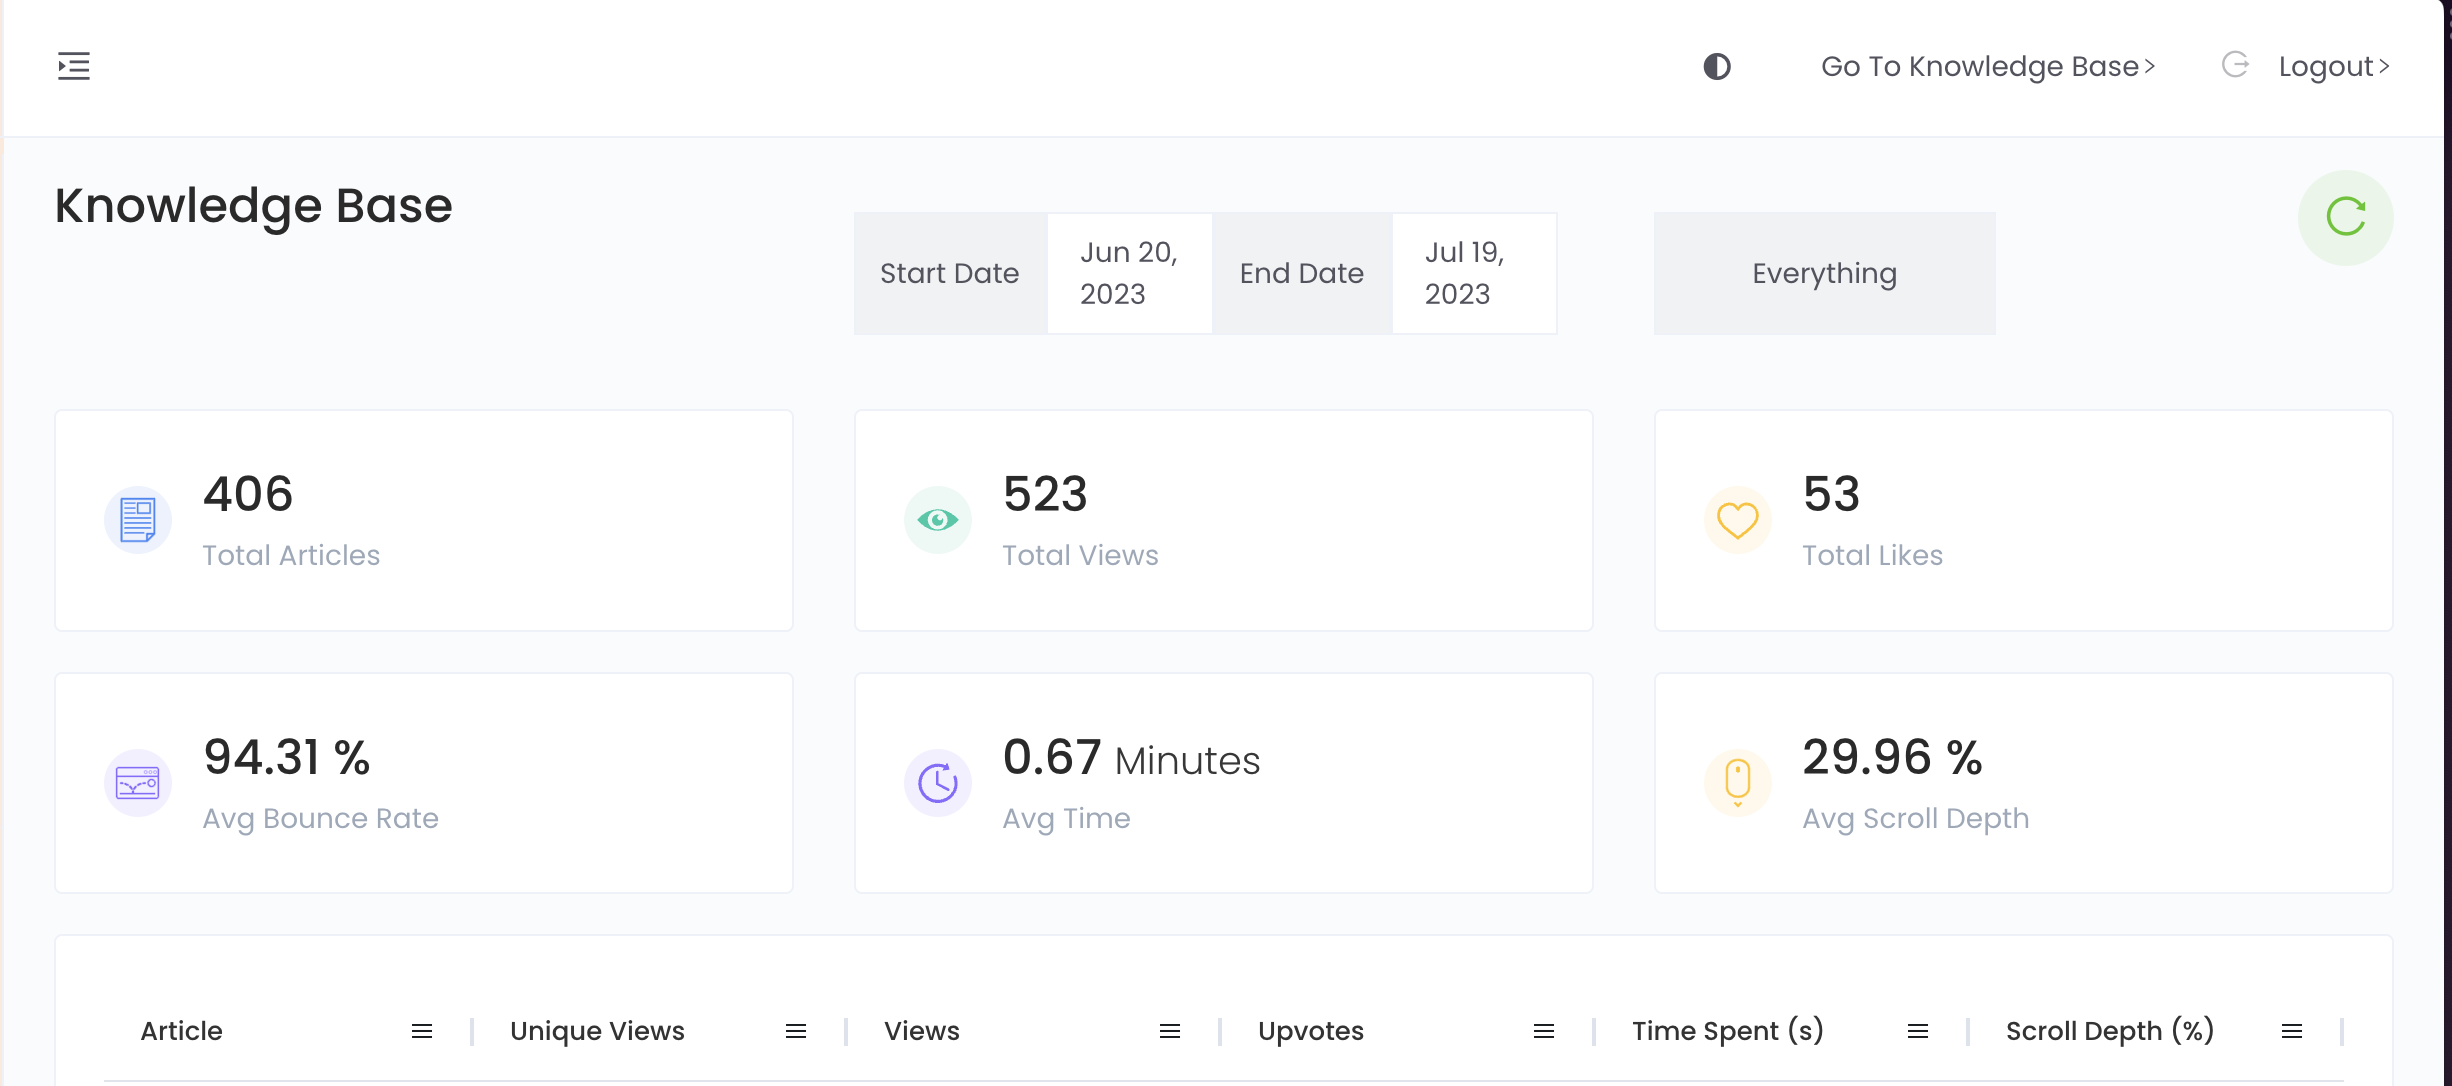 Go To Knowledge Base >
Logout >
Knowledge Base
Start Date
Jun 20,
2023
End Date
Jul 19,
2023
Everything
406
Total Articles
523
Total Views
53
Total Likes
94.31 %
Avg Bounce Rate
0.67 Minutes
Avg Time
29.96 %
Avg Scroll Depth
Article
Unique Views
Views
Upvotes
Time Spent (s)
Scroll Depth (%)